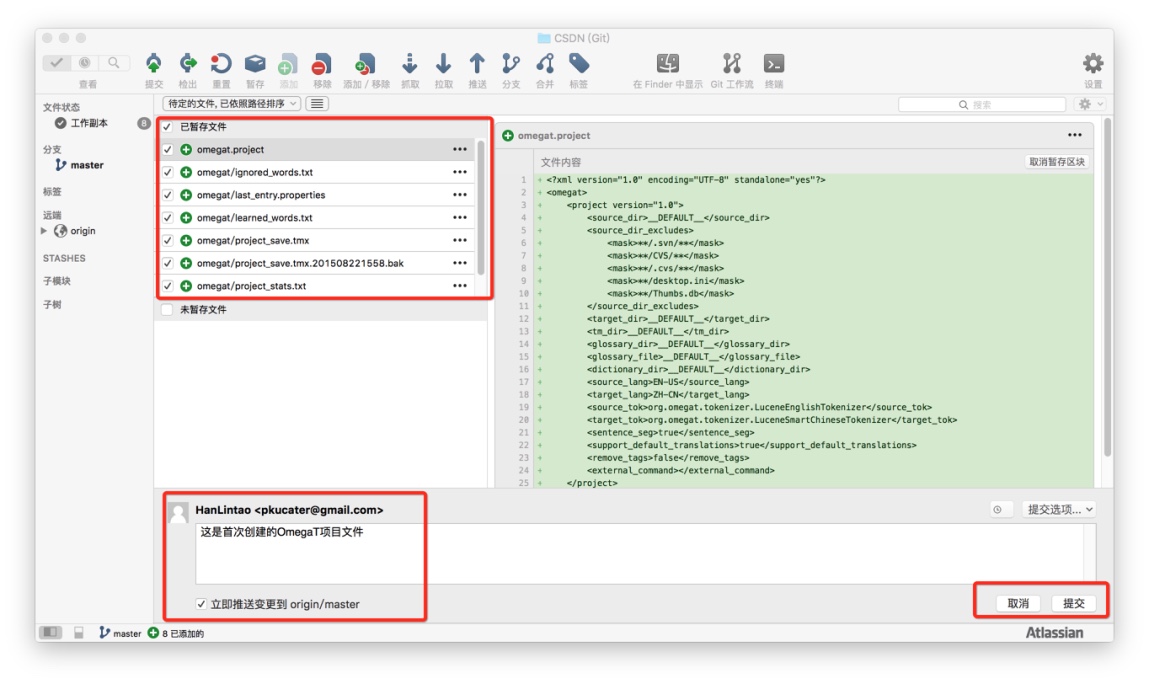 CSDN (Git)
查看
提交
检出
重置
暂存
添加
移除
添加 / 移除
抓取
拉取
推送
分支
合并
标签
在 Finder 中显示
Git 工作流
终端
设置
文件状态
工作副本 8
分支
master
标签
远端
origin
STASHES
子模块
子树
待定的文件, 已依照路径排序
搜索
已暂存文件
omegat.project
omegat/ignored_words.txt
omegat/last_entry.properties
omegat/learned_words.txt
omegat/project_save.tmx
omegat/project_save.tmx.201508221558.bak
omegat/project_stats.txt
未暂存文件
omegat.project
文件内容 取消暂存区块
1 + <?xml version="1.0" encoding="UTF-8" standalone="yes"?>
2 + <omegat>
3 + <project version="1.0">
4 + <source_dir>__DEFAULT__</source_dir>
5 + <source_dir_excludes>
6 + <mask>**/.svn/**</mask>
7 + <mask>**/CVS/**</mask>
8 + <mask>**/.cvs/**</mask>
9 + <mask>**/desktop.ini</mask>
10 + <mask>**/Thumbs.db</mask>
11 + </source_dir_excludes>
12 + <target_dir>__DEFAULT__</target_dir>
13 + <tm_dir>__DEFAULT__</tm_dir>
14 + <glossary_dir>__DEFAULT__</glossary_dir>
15 + <glossary_file>__DEFAULT__</glossary_file>
16 + <dictionary_dir>__DEFAULT__</dictionary_dir>
17 + <source_lang>EN-US</source_lang>
18 + <target_lang>ZH-CN</target_lang>
19 + <source_tok>org.omegat.tokenizer.LuceneEnglishTokenizer</source_tok>
20 + <target_tok>org.omegat.tokenizer.LuceneSmartChineseTokenizer</target_tok>
21 + <sentence_seg>true</sentence_seg>
22 + <support_default_translations>true</support_default_translations>
23 + <remove_tags>false</remove_tags>
24 + <external_command></external_command>
25 + </project>
HanLintao <pkucater@gmail.com>
提交选项...
这是首次创建的OmegaT项目文件
立即推送变更到 origin/master
取消
提交
master 8 已添加的
Atlassian